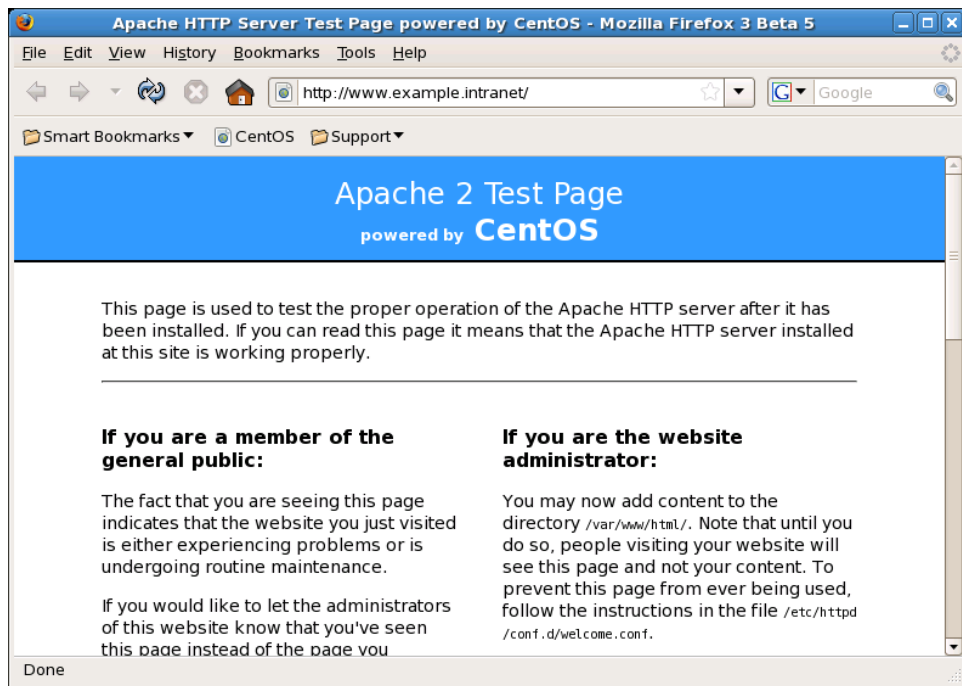 Apache HTTP Server Test Page powered by CentOS - Mozilla Firefox 3 Beta 5
File Edit View History Bookmarks Tools Help
http://www.example.intranet/
G Google
Smart Bookmarks CentOS Support
Apache 2 Test Page
powered by CentOS
This page is used to test the proper operation of the Apache HTTP server after it has
been installed. If you can read this page it means that the Apache HTTP server installed
at this site is working properly.
If you are a member of the
general public:
The fact that you are seeing this page
indicates that the website you just visited
is either experiencing problems or is
undergoing routine maintenance.
If you would like to let the administrators
of this website know that you've seen
this page instead of the page you
If you are the website
administrator:
You may now add content to the
directory /var/www/html/. Note that until you
do so, people visiting your website will
see this page and not your content. To
prevent this page from ever being used,
follow the instructions in the file /etc/httpd
/conf.d/welcome.conf.
Done